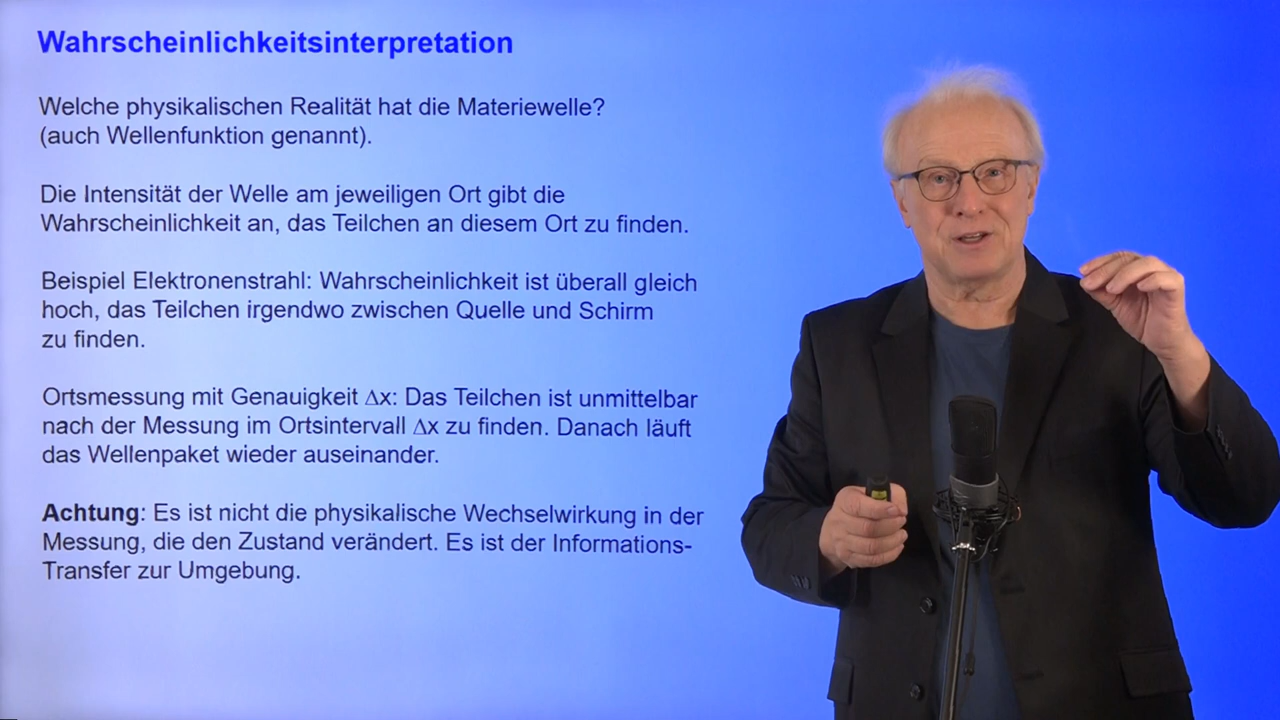 Wahrscheinlichkeitsinterpretation
Welche physikalischen Realität hat die Materiewelle?
(auch Wellenfunktion genannt).
Die Intensität der Welle am jeweiligen Ort gibt die
Wahrscheinlichkeit an, das Teilchen an diesem Ort zu finden.
Beispiel Elektronenstrahl: Wahrscheinlichkeit ist überall gleich
hoch, das Teilchen irgendwo zwischen Quelle und Schirm
zu finden.
Ortsmessung mit Genauigkeit Δx: Das Teilchen ist unmittelbar
nach der Messung im Ortsintervall Δx zu finden. Danach läuft
das Wellenpaket wieder auseinander.
Achtung: Es ist nicht die physikalische Wechselwirkung in der
Messung, die den Zustand verändert. Es ist der Informations-
Transfer zur Umgebung.